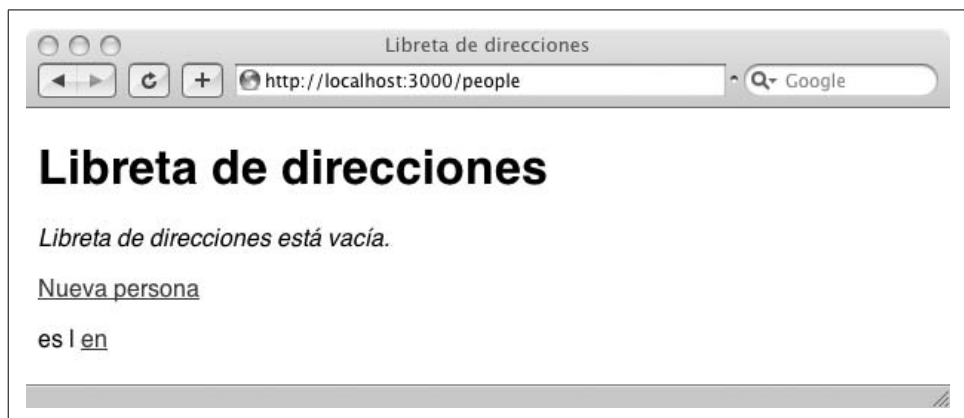 Libreta de direcciones
http://localhost:3000/people
Google
Libreta de direcciones
Libreta de direcciones está vacía.
Nueva persona
es | en